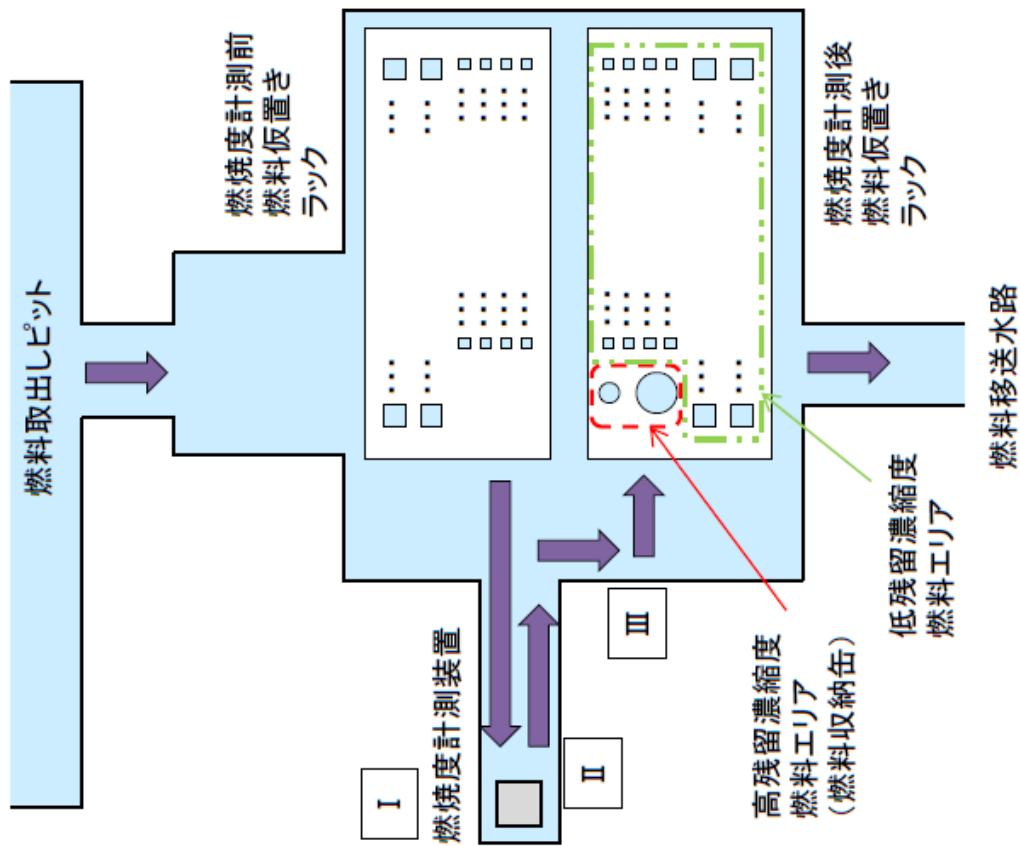 燃料取出しピット
燃焼度計測前
燃料仮置き
ラック
燃焼度計測後
燃料仮置き
ラック
燃料移送水路
燃焼度計測装置
Ⅰ
Ⅱ
Ⅲ
高残留濃縮度
燃料エリア
（燃料収納缶）
低残留濃縮度
燃料エリア